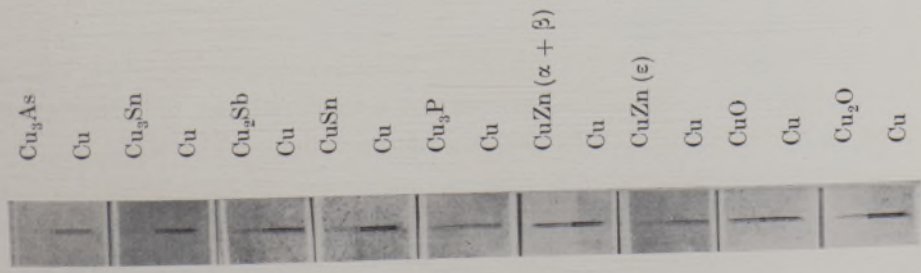 Cu₃As
Cu
Cu₃Sn
Cu
Cu₂Sb
Cu
CuSn
Cu
Cu₃P
Cu
CuZn (α + β)
Cu
CuZn (ε)
Cu
CuO
Cu
Cu₂O
Cu